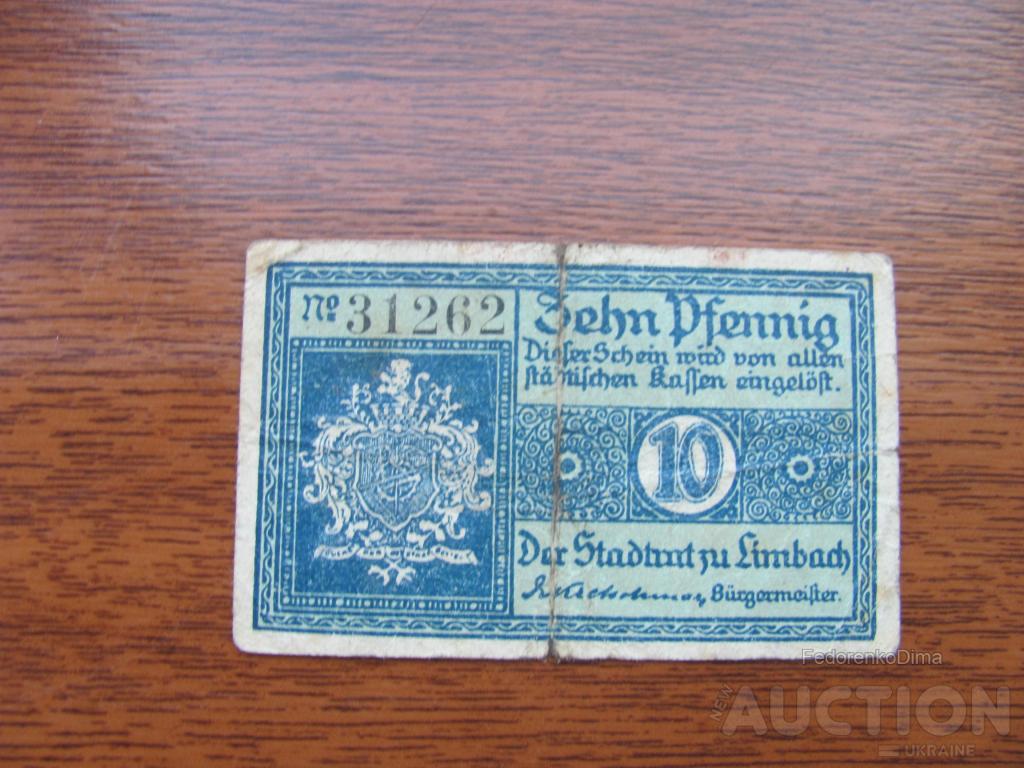 No 31262
Zehn Pfennig
Dieser Schein wird von allen
städtischen Kassen eingelöst.
10
Der Stadtrat zu Limbach
Bürgermeister.
FedorenkoDima
NEW
AUCTION
UKRAINE